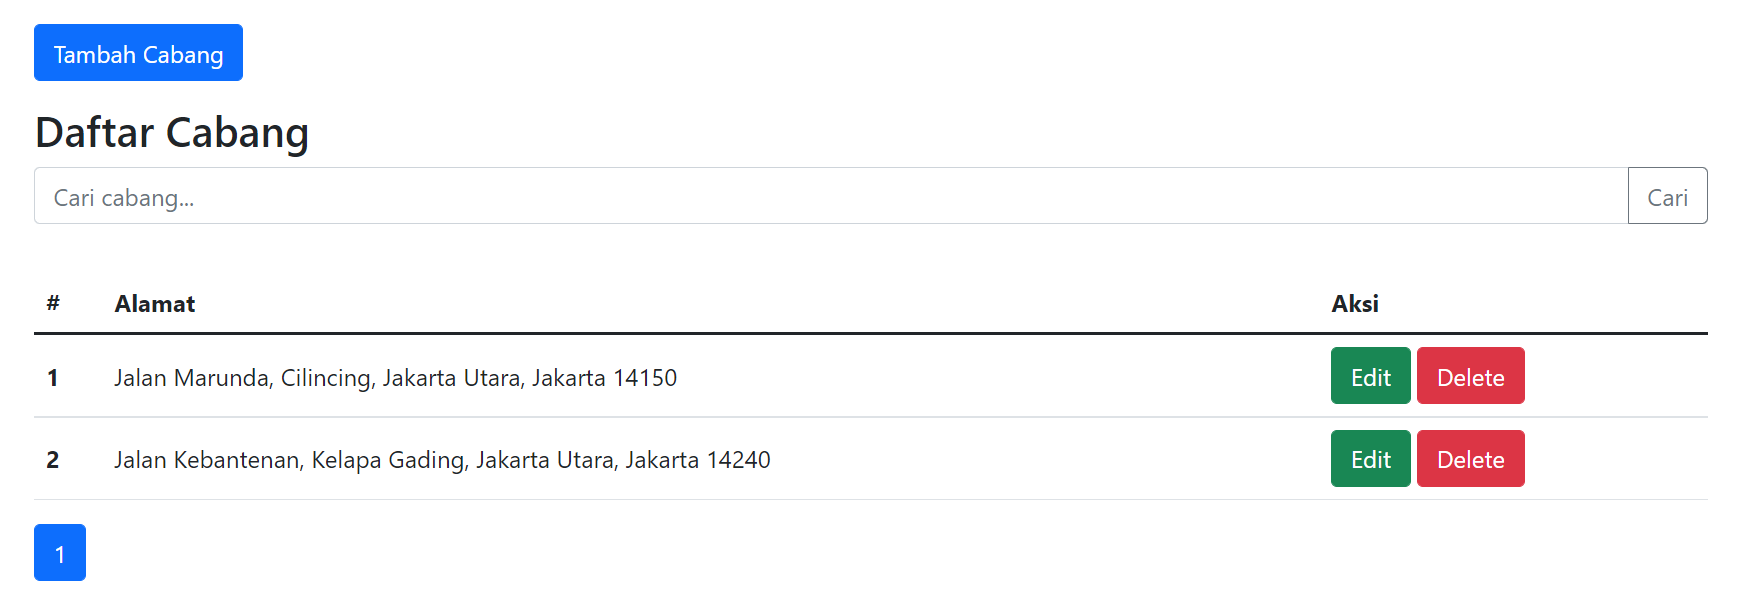 Tambah Cabang
Daftar Cabang
Cari cabang... Cari
# Alamat Aksi
1 Jalan Marunda, Cilincing, Jakarta Utara, Jakarta 14150 Edit Delete
2 Jalan Kebantenan, Kelapa Gading, Jakarta Utara, Jakarta 14240 Edit Delete
1